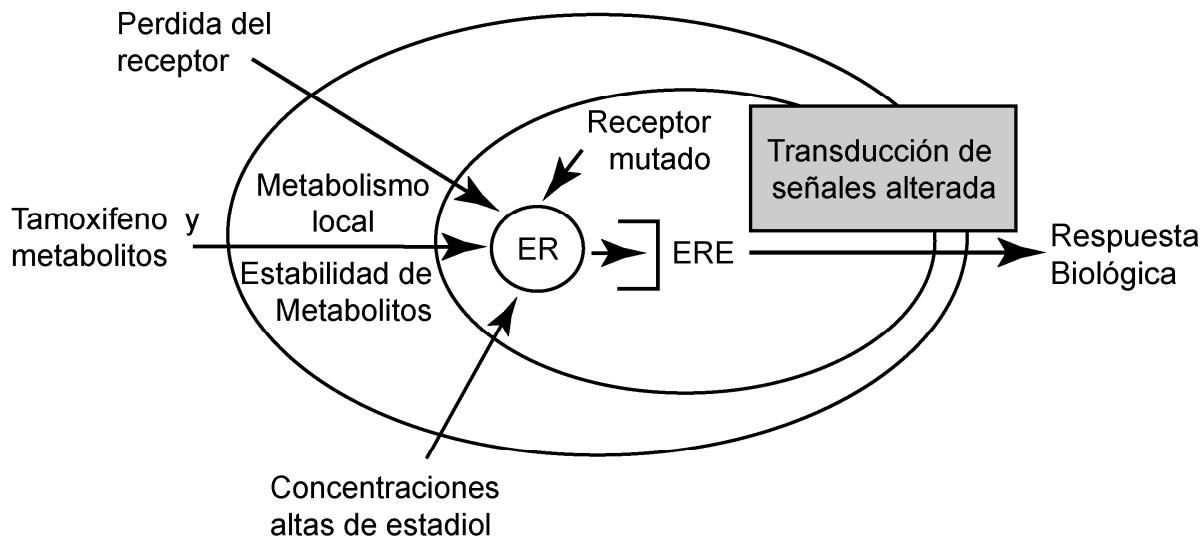 Perdida del
receptor
Receptor
mutado
Transducción de
señales alterada
Metabolismo
local
Tamoxifeno y
metabolitos
Estabilidad de
Metabolitos
ER
ERE
Respuesta
Biológica
Concentraciones
altas de estadiol